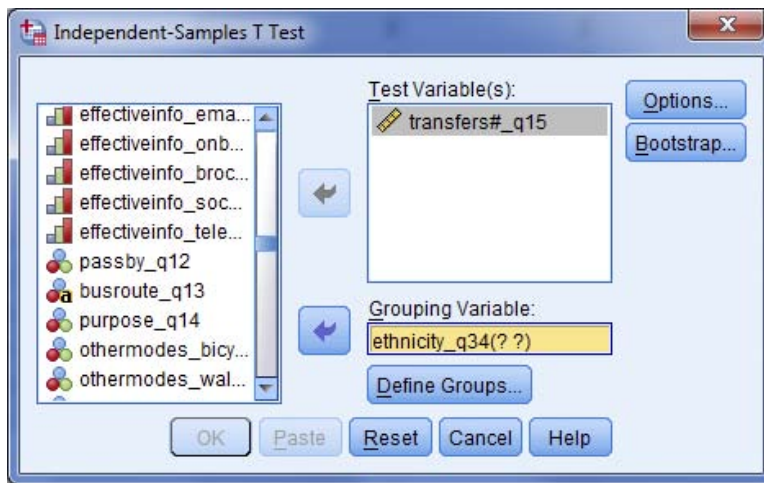 Independent-Samples T Test
effectiveinfo_ema...
effectiveinfo_onb...
effectiveinfo_broc...
effectiveinfo_soc...
effectiveinfo_tele...
passby_q12
a busroute_q13
purpose_q14
othermodes_bicy...
othermodes_wal...
Test Variable(s):
transfers#_q15
Grouping Variable:
ethnicity_q34(? ?)
Define Groups...
Options...
Bootstrap...
OK Paste Reset Cancel Help